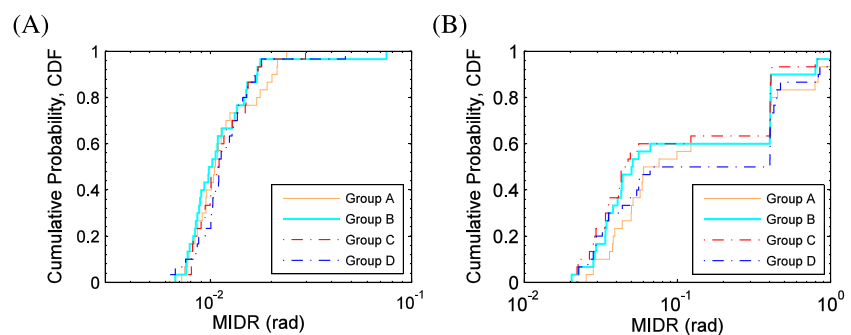 (A)
Cumulative Probability, CDF
1
0.8
0.6
0.4
0.2
0
10⁻²
10⁻¹
MIDR (rad)
Group A
Group B
Group C
Group D
(B)
Cumulative Probability, CDF
1
0.8
0.6
0.4
0.2
0
10⁻²
10⁻¹
10⁰
MIDR (rad)
Group A
Group B
Group C
Group D